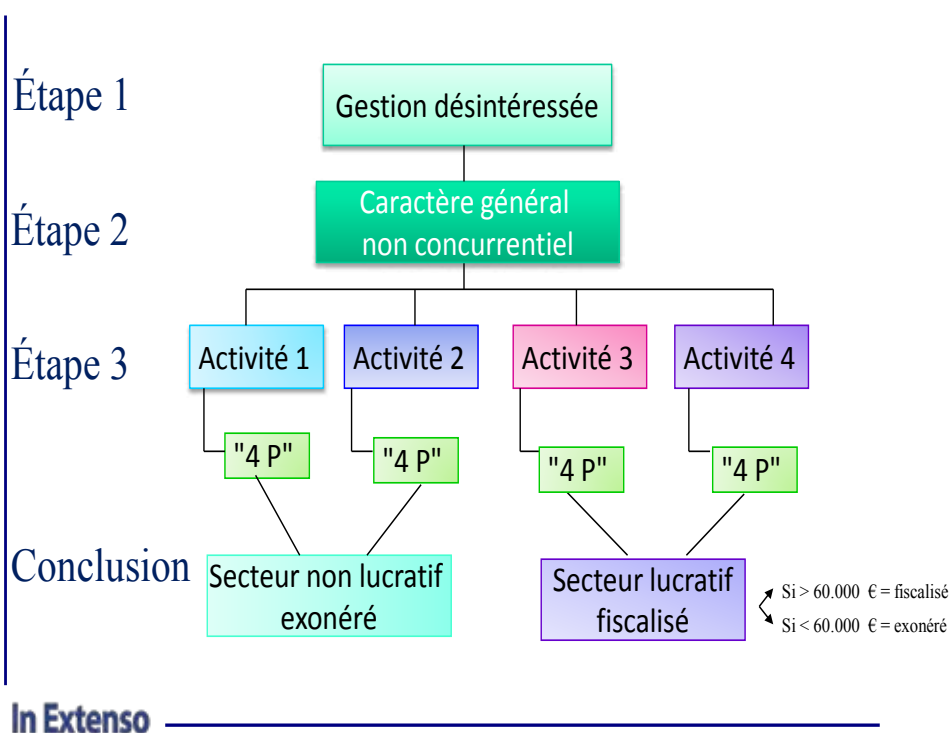 Étape 1
Gestion désintéressée
Étape 2
Caractère général
non concurrentiel
Étape 3
Activité 1
Activité 2
Activité 3
Activité 4
"4 P"
"4 P"
"4 P"
"4 P"
Conclusion
Secteur non lucratif
exonéré
Secteur lucratif
fiscalisé
Si > 60.000 € = fiscalisé
Si < 60.000 € = exonéré
In Extenso